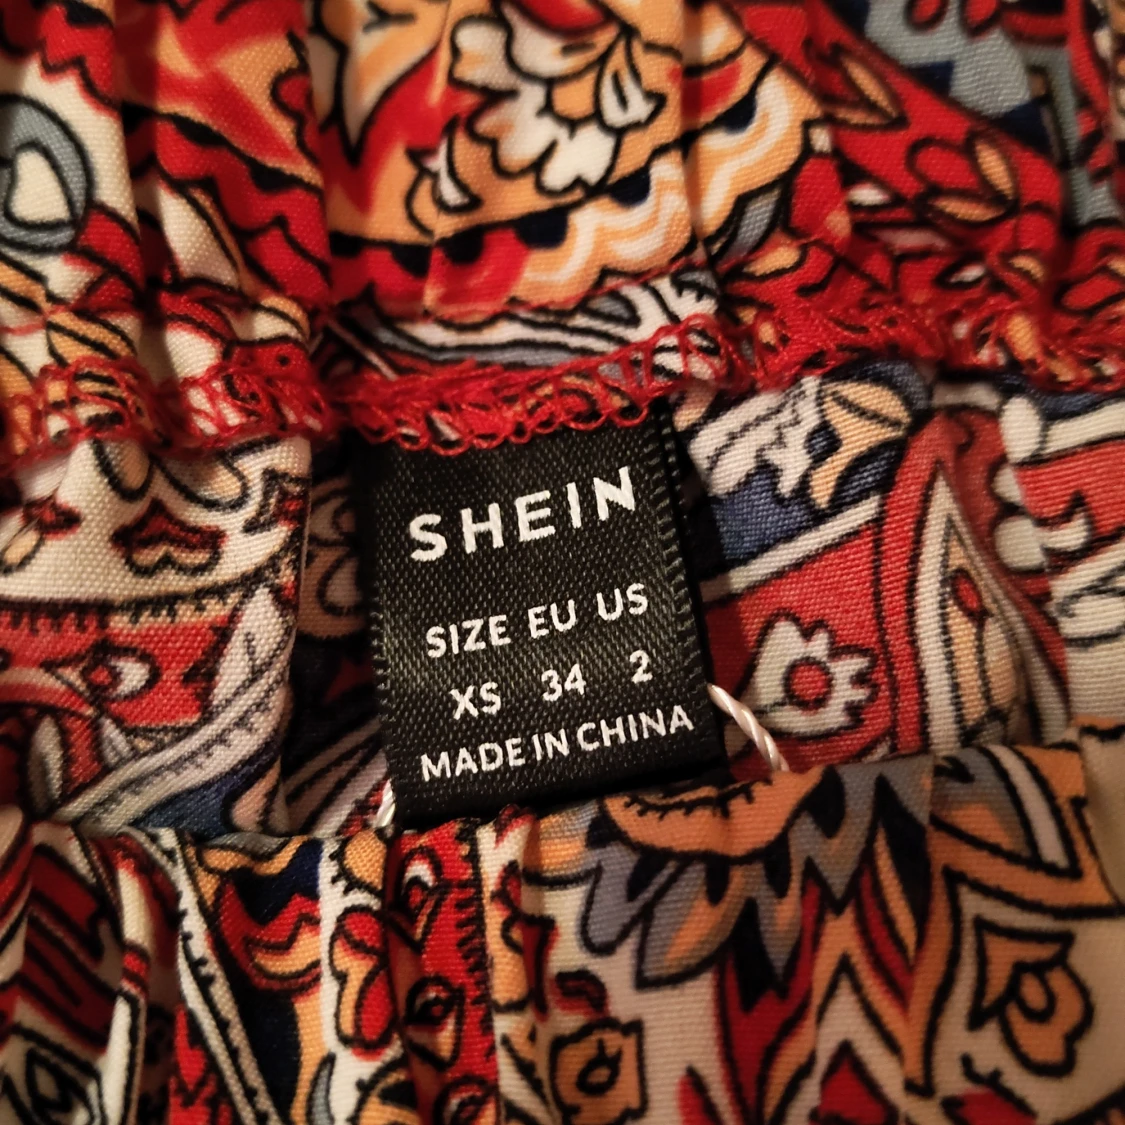 SHEIN
SIZE EU US
XS 34 2
MADE IN CHINA